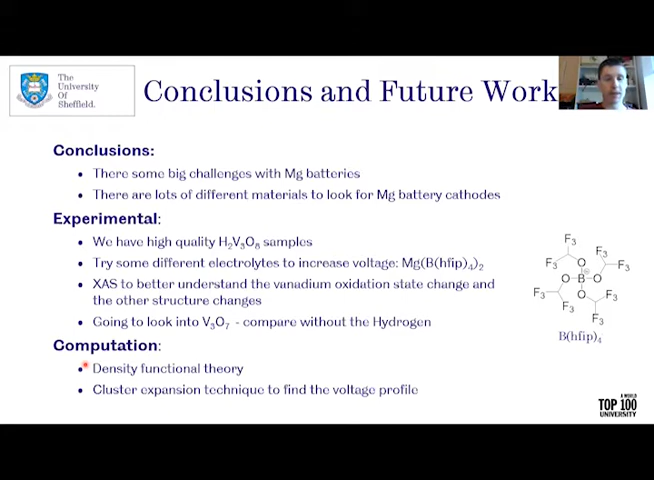 The
University
Of
Sheffield.
Conclusions and Future Work
Conclusions:
• There some big challenges with Mg batteries
• There are lots of different materials to look for Mg battery cathodes
Experimental:
• We have high quality H₂V₃O₈ samples
• Try some different electrolytes to increase voltage: Mg(B(hfip)₄)₂
• XAS to better understand the vanadium oxidation state change and
the other structure changes
• Going to look into V₃O₇ - compare without the Hydrogen
Computation:
• Density functional theory
• Cluster expansion technique to find the voltage profile
F₃
F₃ O F₃
F₃
O B O
⊖
F₃ O F₃
F₃
F₃
B(hfip)₄
A WORLD
TOP 100
UNIVERSITY